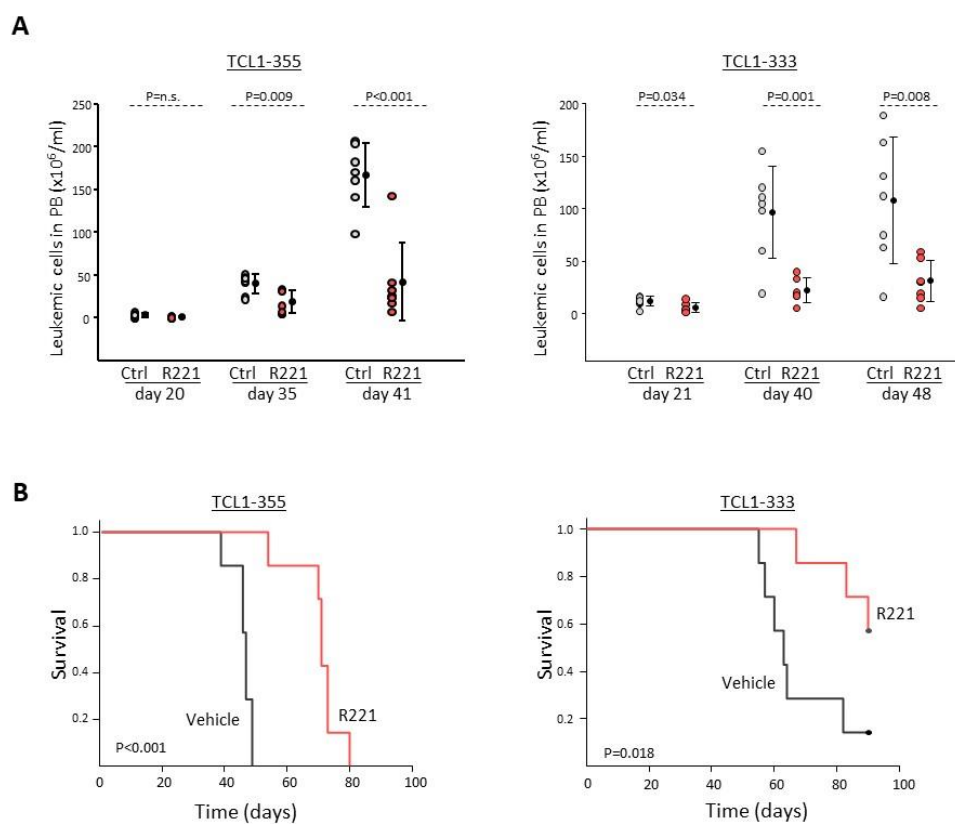 A
TCL1-355
P=n.s.
P=0.009
P<0.001
Leukemic cells in PB (x10⁶/ml)
250
200
150
100
50
0
Ctrl R221
day 20
Ctrl R221
day 35
Ctrl R221
day 41
TCL1-333
P=0.034
P=0.001
P=0.008
Leukemic cells in PB (x10⁶/ml)
200
150
100
50
0
Ctrl R221
day 21
Ctrl R221
day 40
Ctrl R221
day 48
B
TCL1-355
Survival
1.0
0.8
0.6
0.4
0.2
Vehicle
R221
P<0.001
0 20 40 60 80 100
Time (days)
TCL1-333
Survival
1.0
0.8
0.6
0.4
0.2
R221
Vehicle
P=0.018
0 20 40 60 80 100
Time (days)